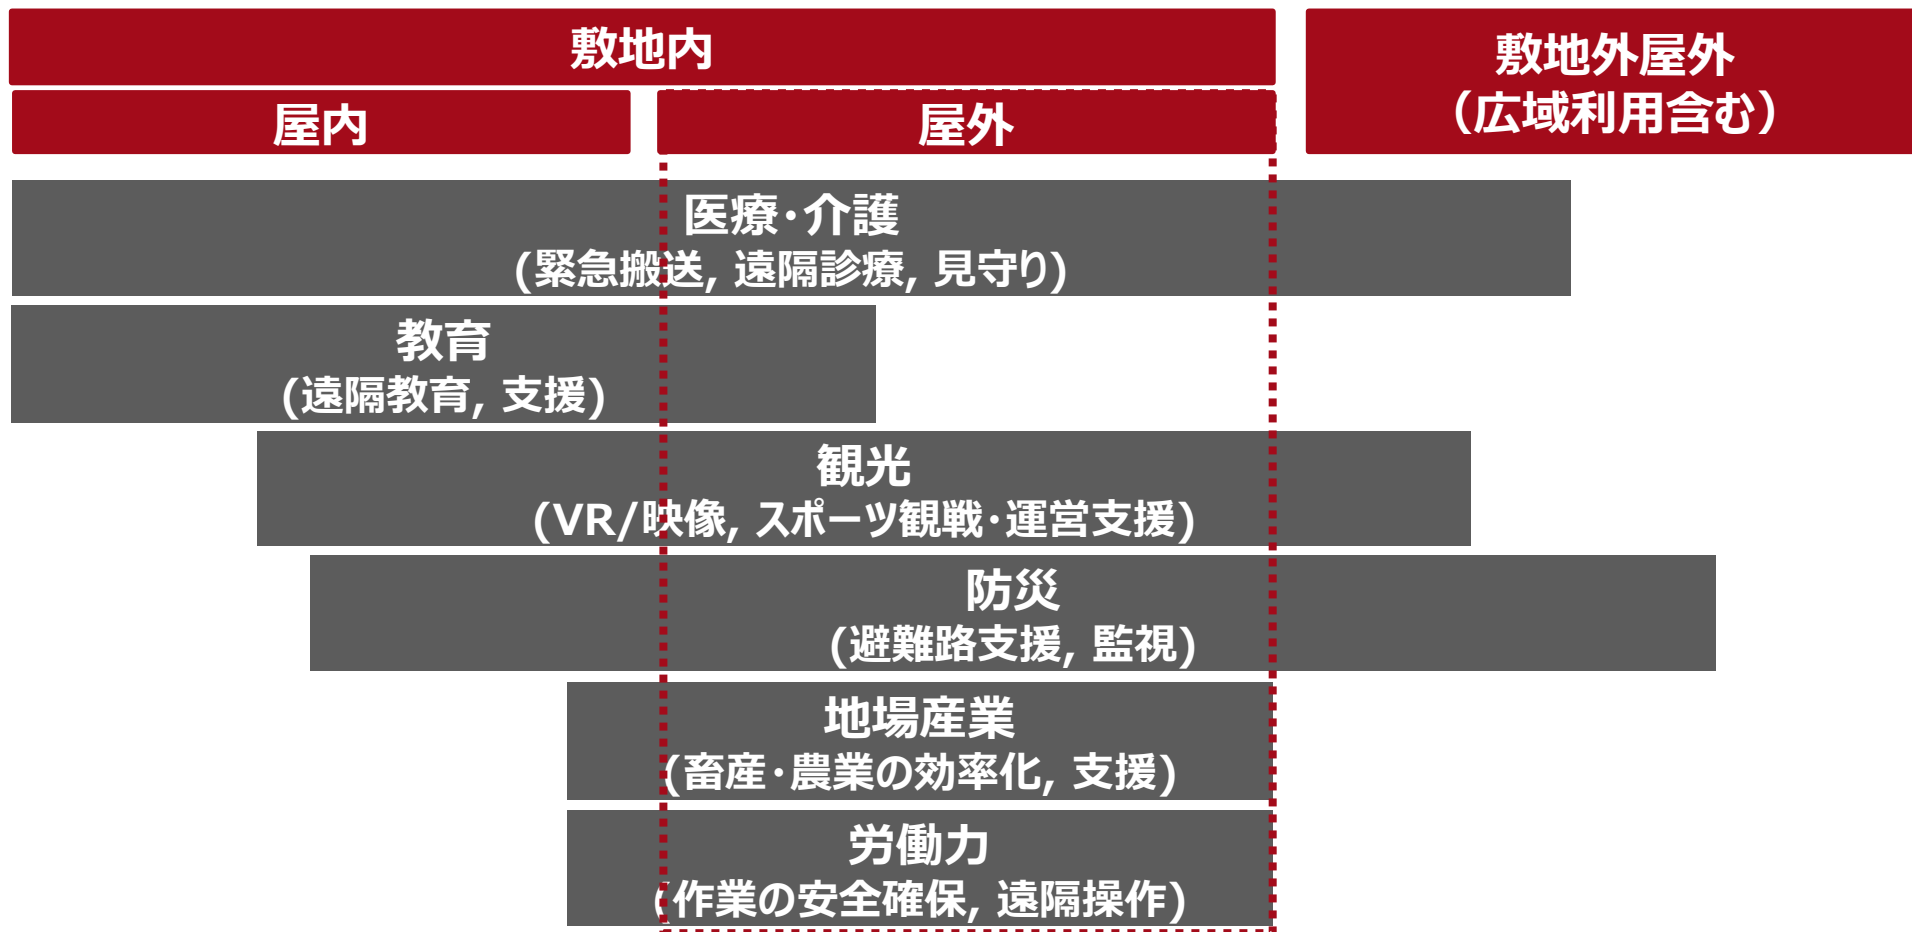 敷地内
敷地外屋外
（広域利用含む）
屋内
屋外
医療・介護
(緊急搬送, 遠隔診療, 見守り)
教育
(遠隔教育, 支援)
観光
(VR/映像, スポーツ観戦・運営支援)
防災
(避難路支援, 監視)
地場産業
(畜産・農業の効率化, 支援)
労働力
(作業の安全確保, 遠隔操作)